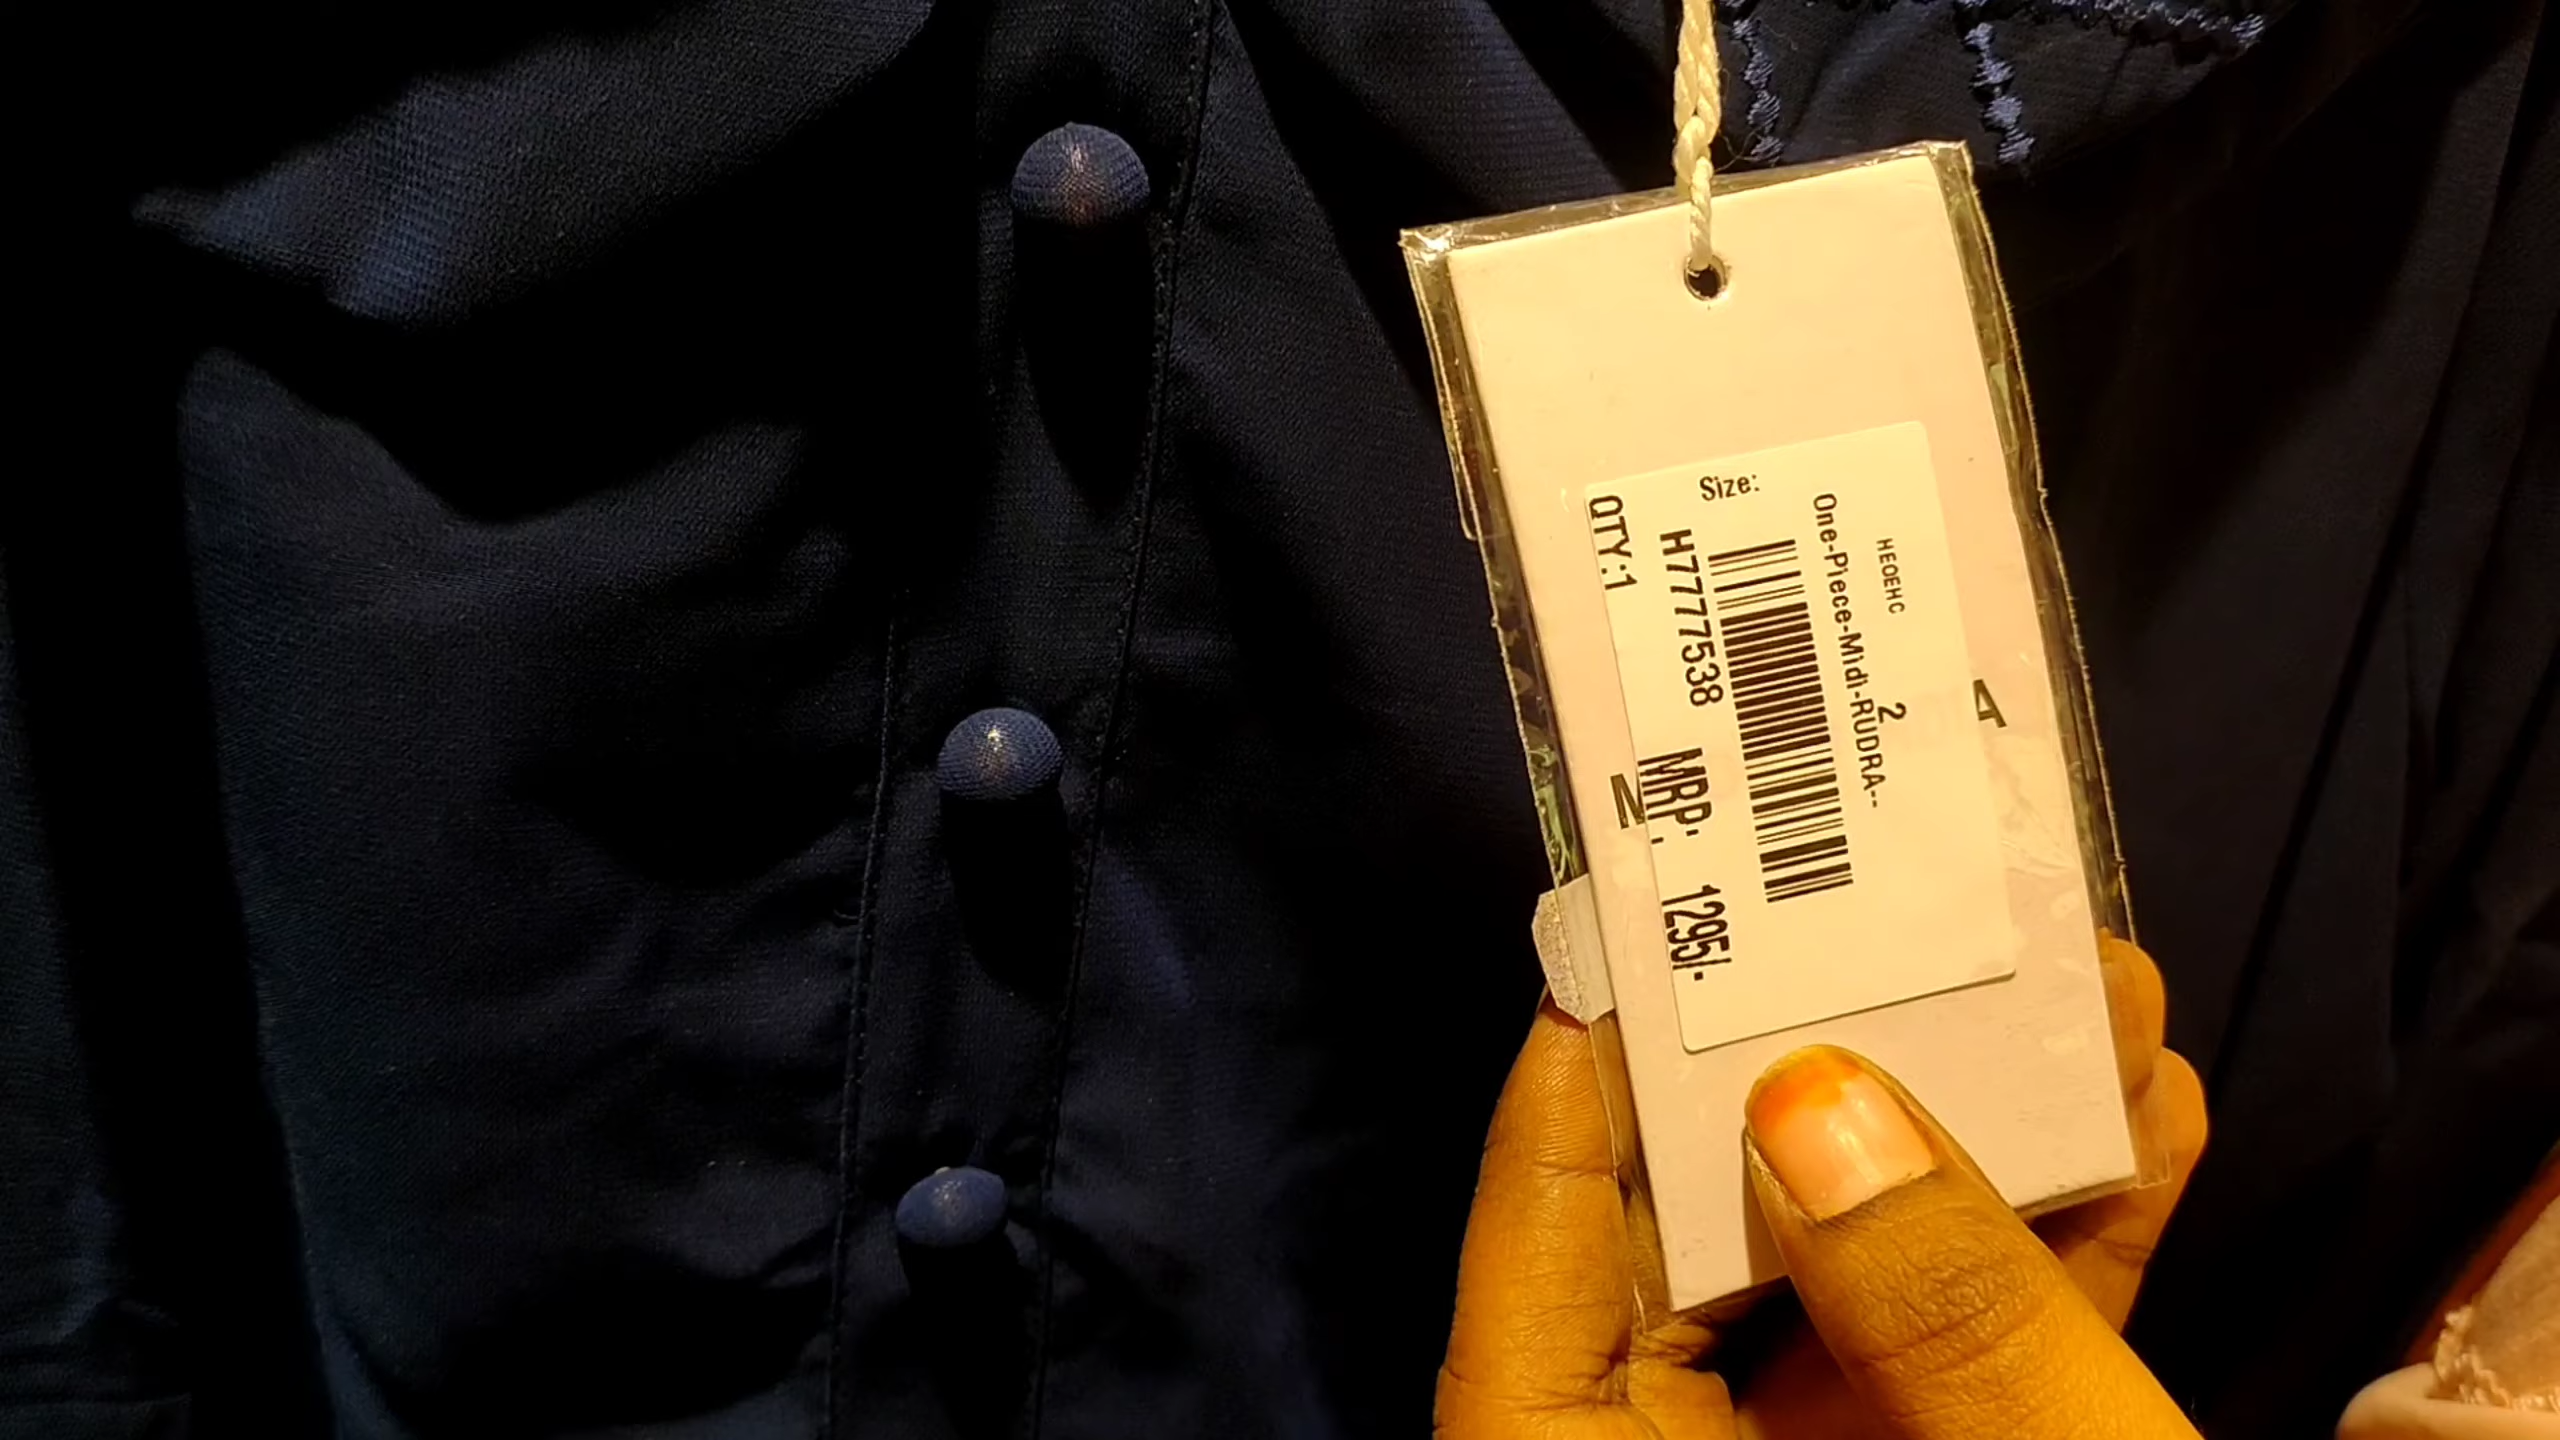 Size:
HEOEHC
2
One-Piece-Midi-RUDRA--
H7777538
QTY:1
MRP. 1295/-